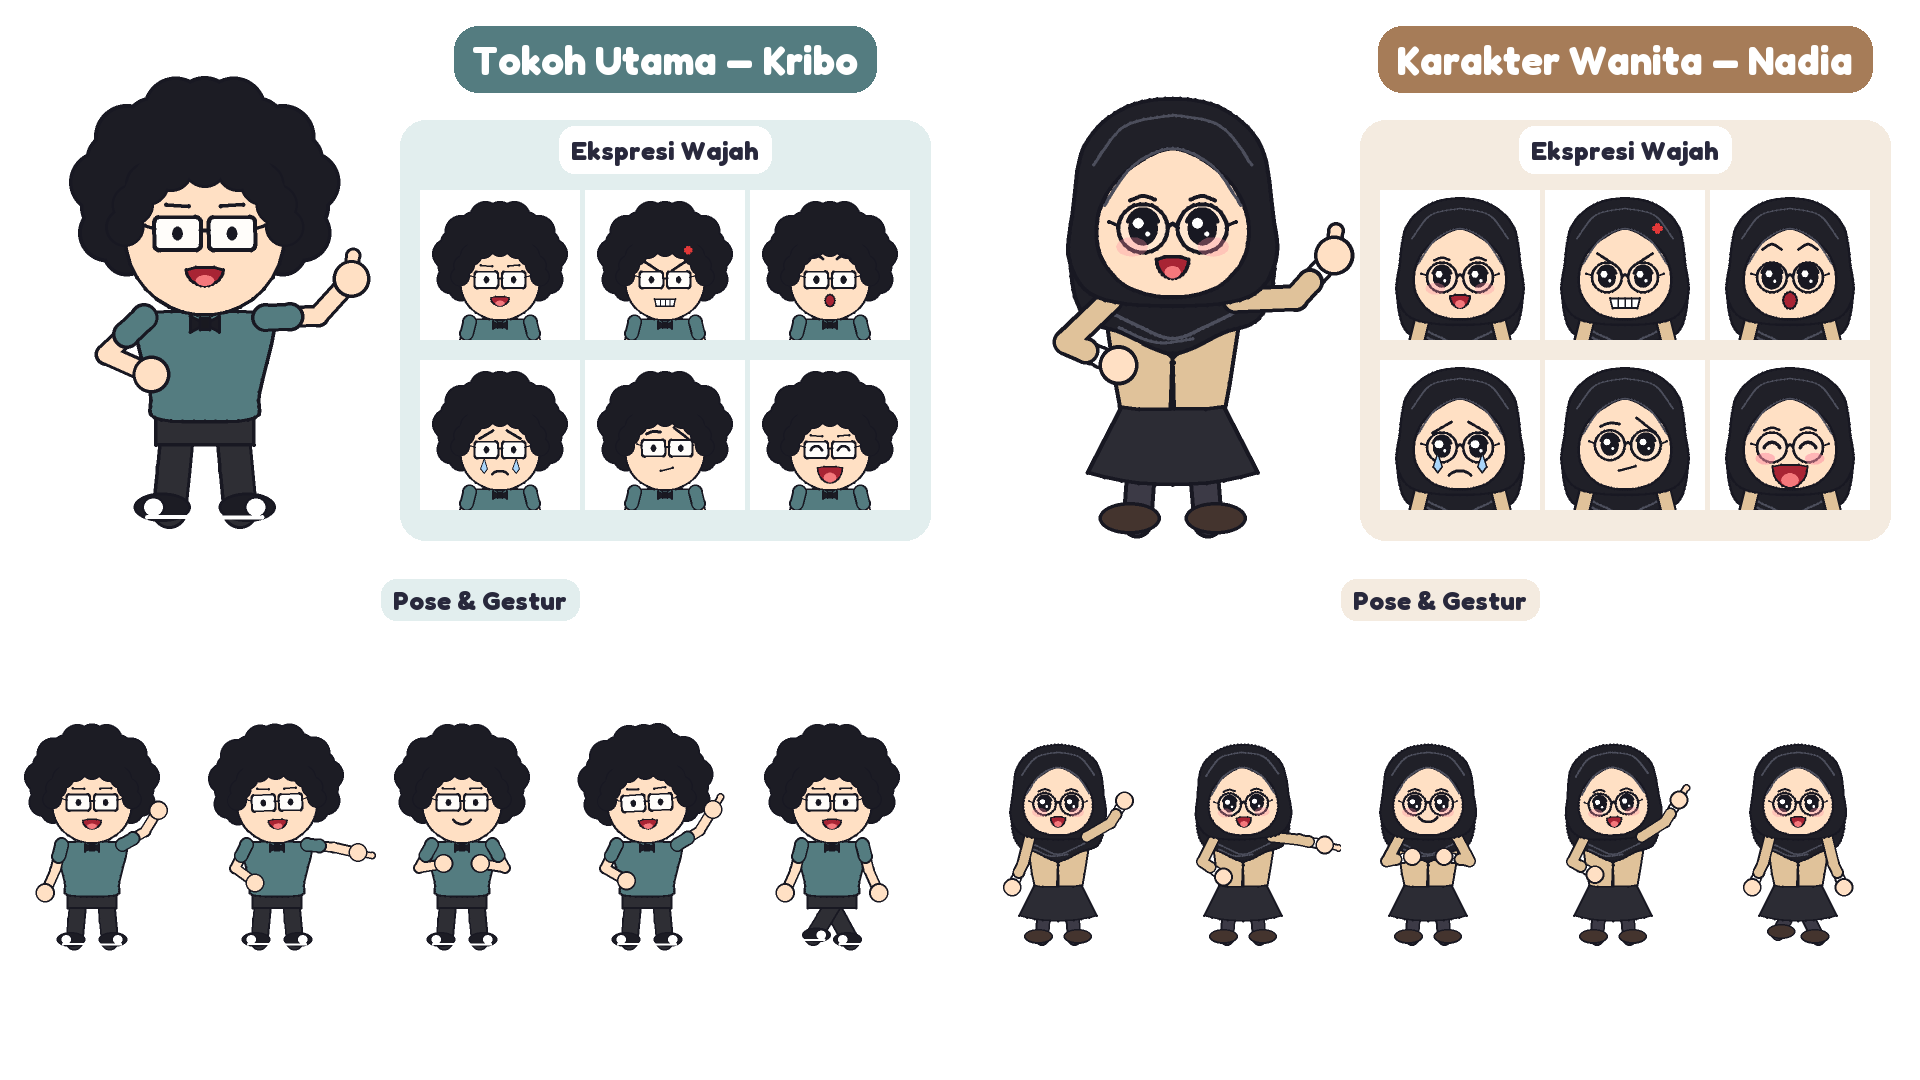 Tokoh Utama – Kribo
Ekspresi Wajah
Pose & Gestur
Karakter Wanita – Nadia
Ekspresi Wajah
Pose & Gestur